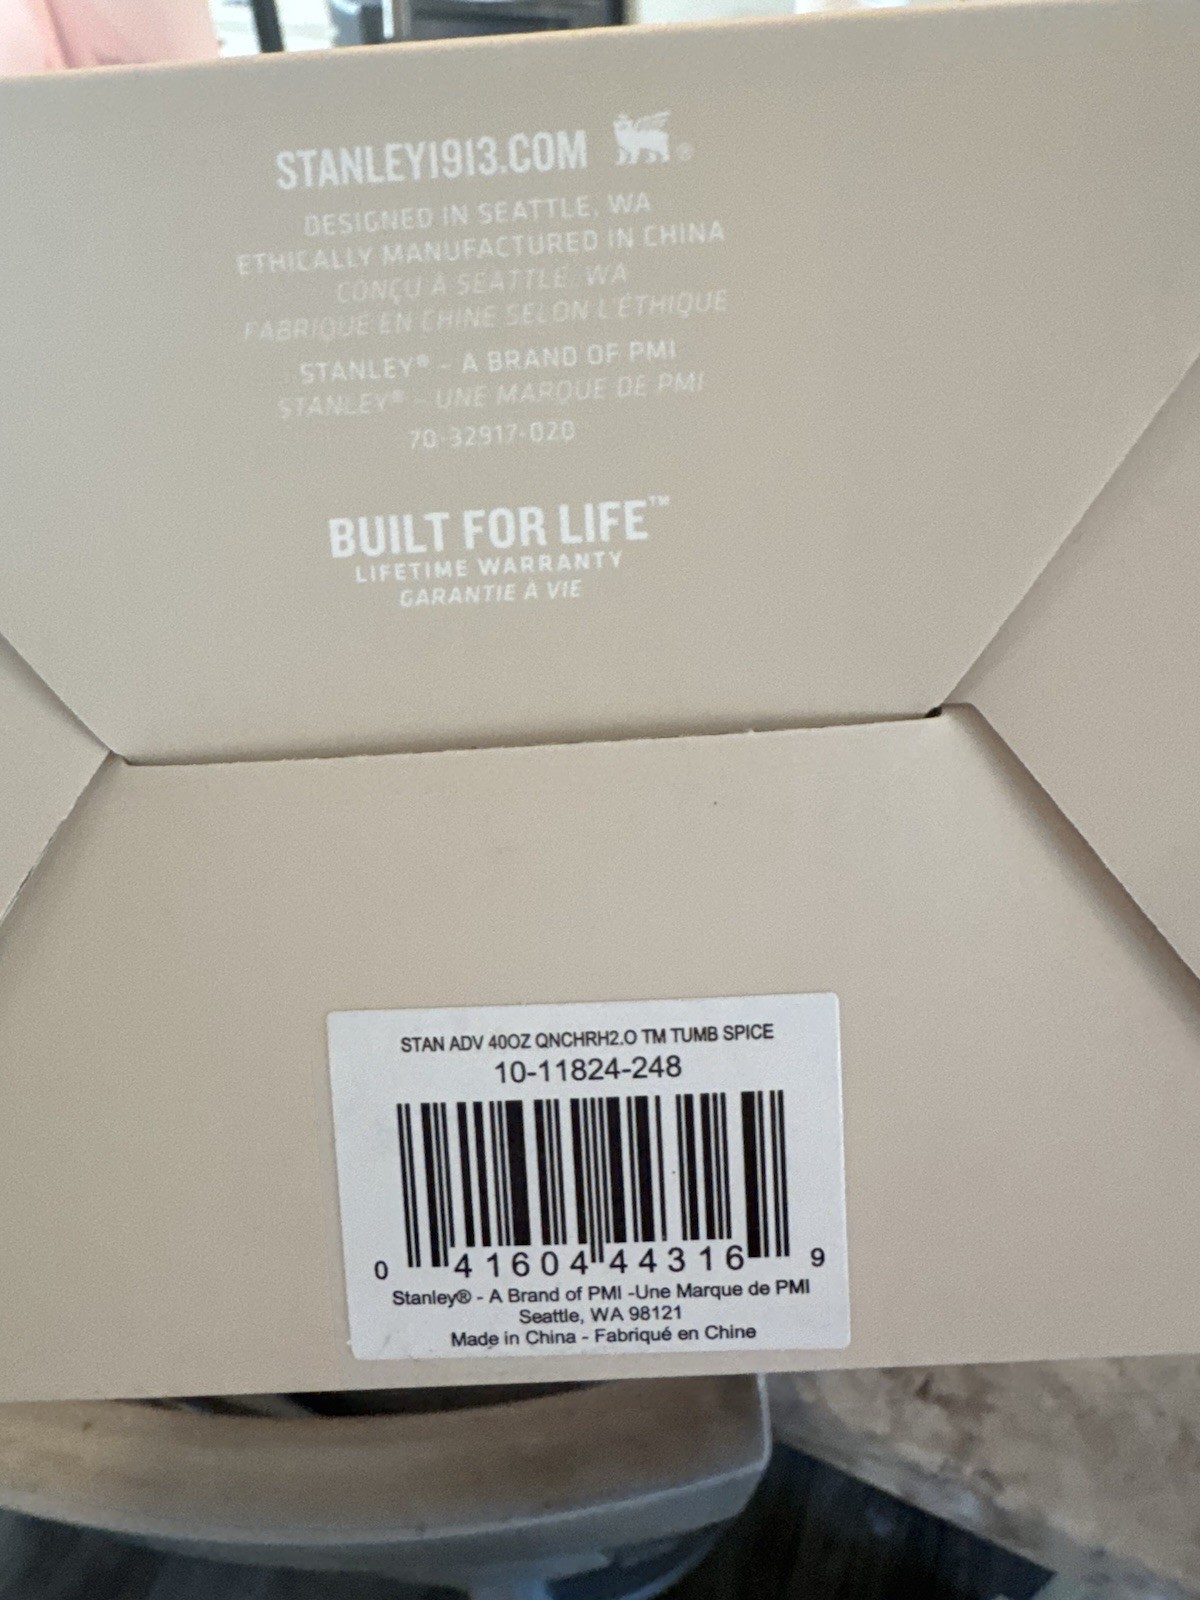 STANLEY1913.COM ®
DESIGNED IN SEATTLE, WA
ETHICALLY MANUFACTURED IN CHINA
CONÇU À SEATTLE, WA
FABRIQUÉ EN CHINE SELON L'ÉTHIQUE
STANLEY® - A BRAND OF PMI
STANLEY® - UNE MARQUE DE PMI
70-32917-020
BUILT FOR LIFE™
LIFETIME WARRANTY
GARANTIE À VIE
STAN ADV 40OZ QNCHRH2.O TM TUMB SPICE
10-11824-248
0 41604 44316 9
Stanley® - A Brand of PMI -Une Marque de PMI
Seattle, WA 98121
Made in China - Fabriqué en Chine